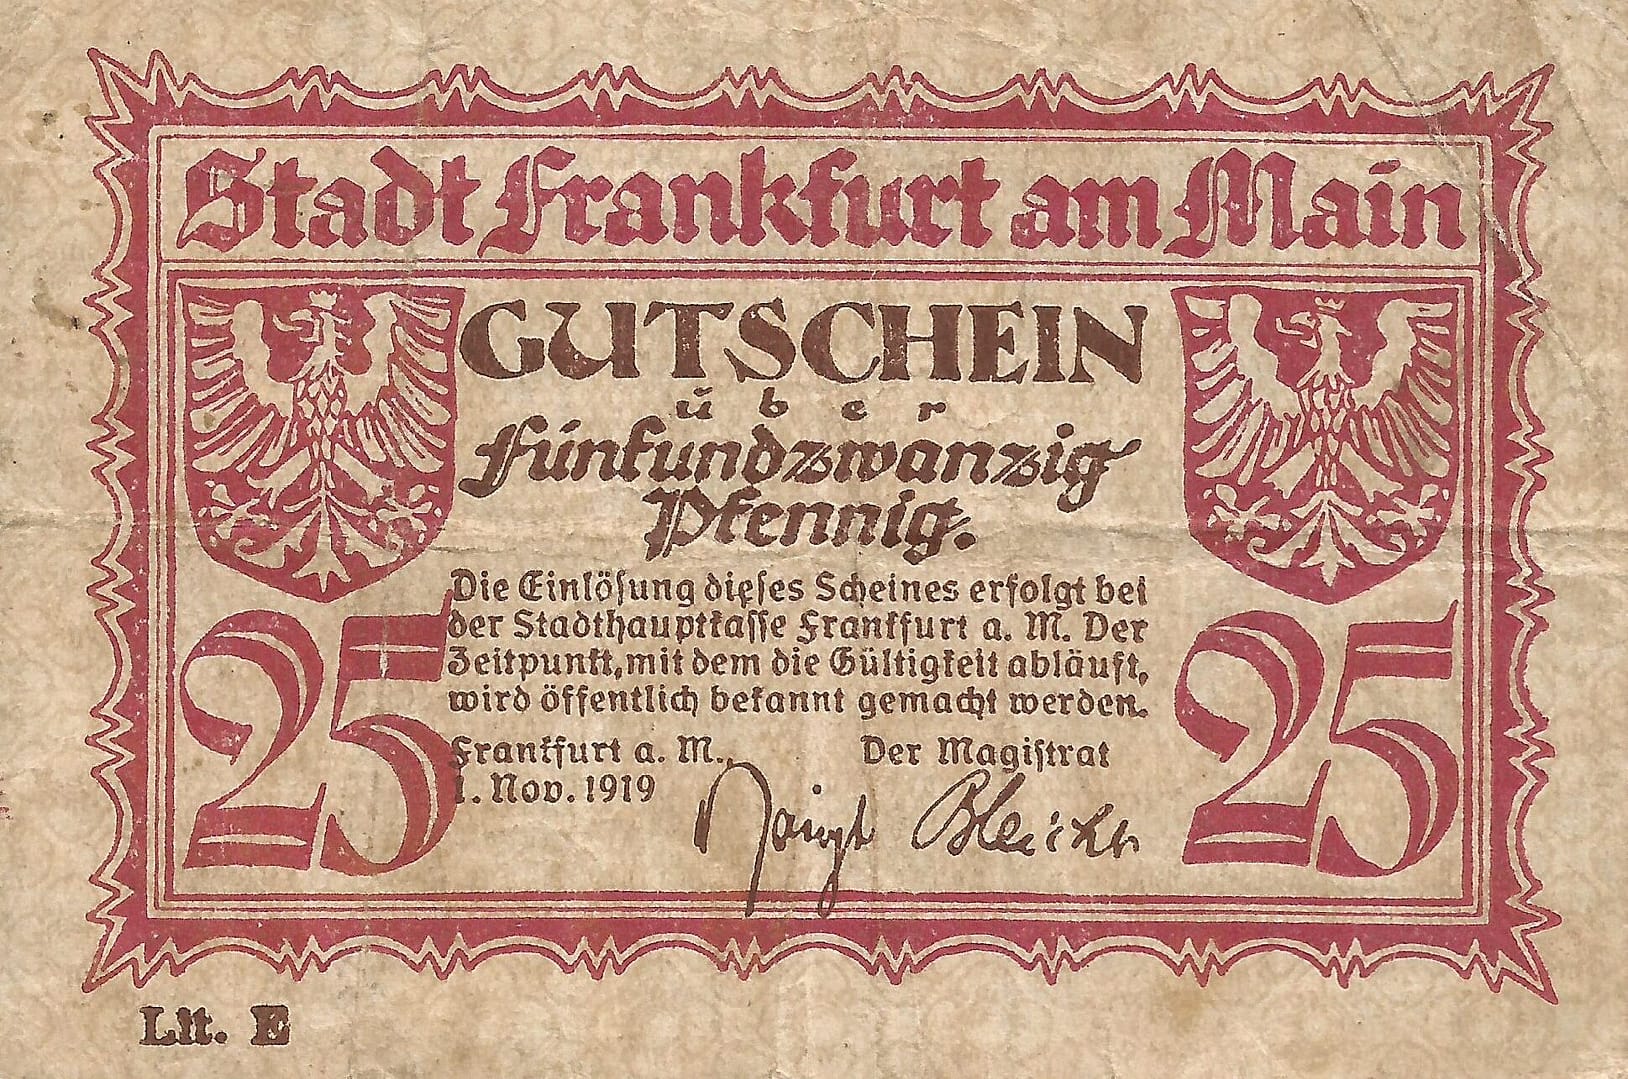 Stadt Frankfurt am Main
GUTSCHEIN
über
Fünfundzwanzig
Pfennig.
Die Einlösung dieses Scheines erfolgt bei
der Stadthauptkasse Frankfurt a. M. Der
Zeitpunkt, mit dem die Gültigkeit abläuft,
wird öffentlich bekannt gemacht werden.
25
25
Frankfurt a. M., Der Magistrat
1. Nov. 1919
Lit. E